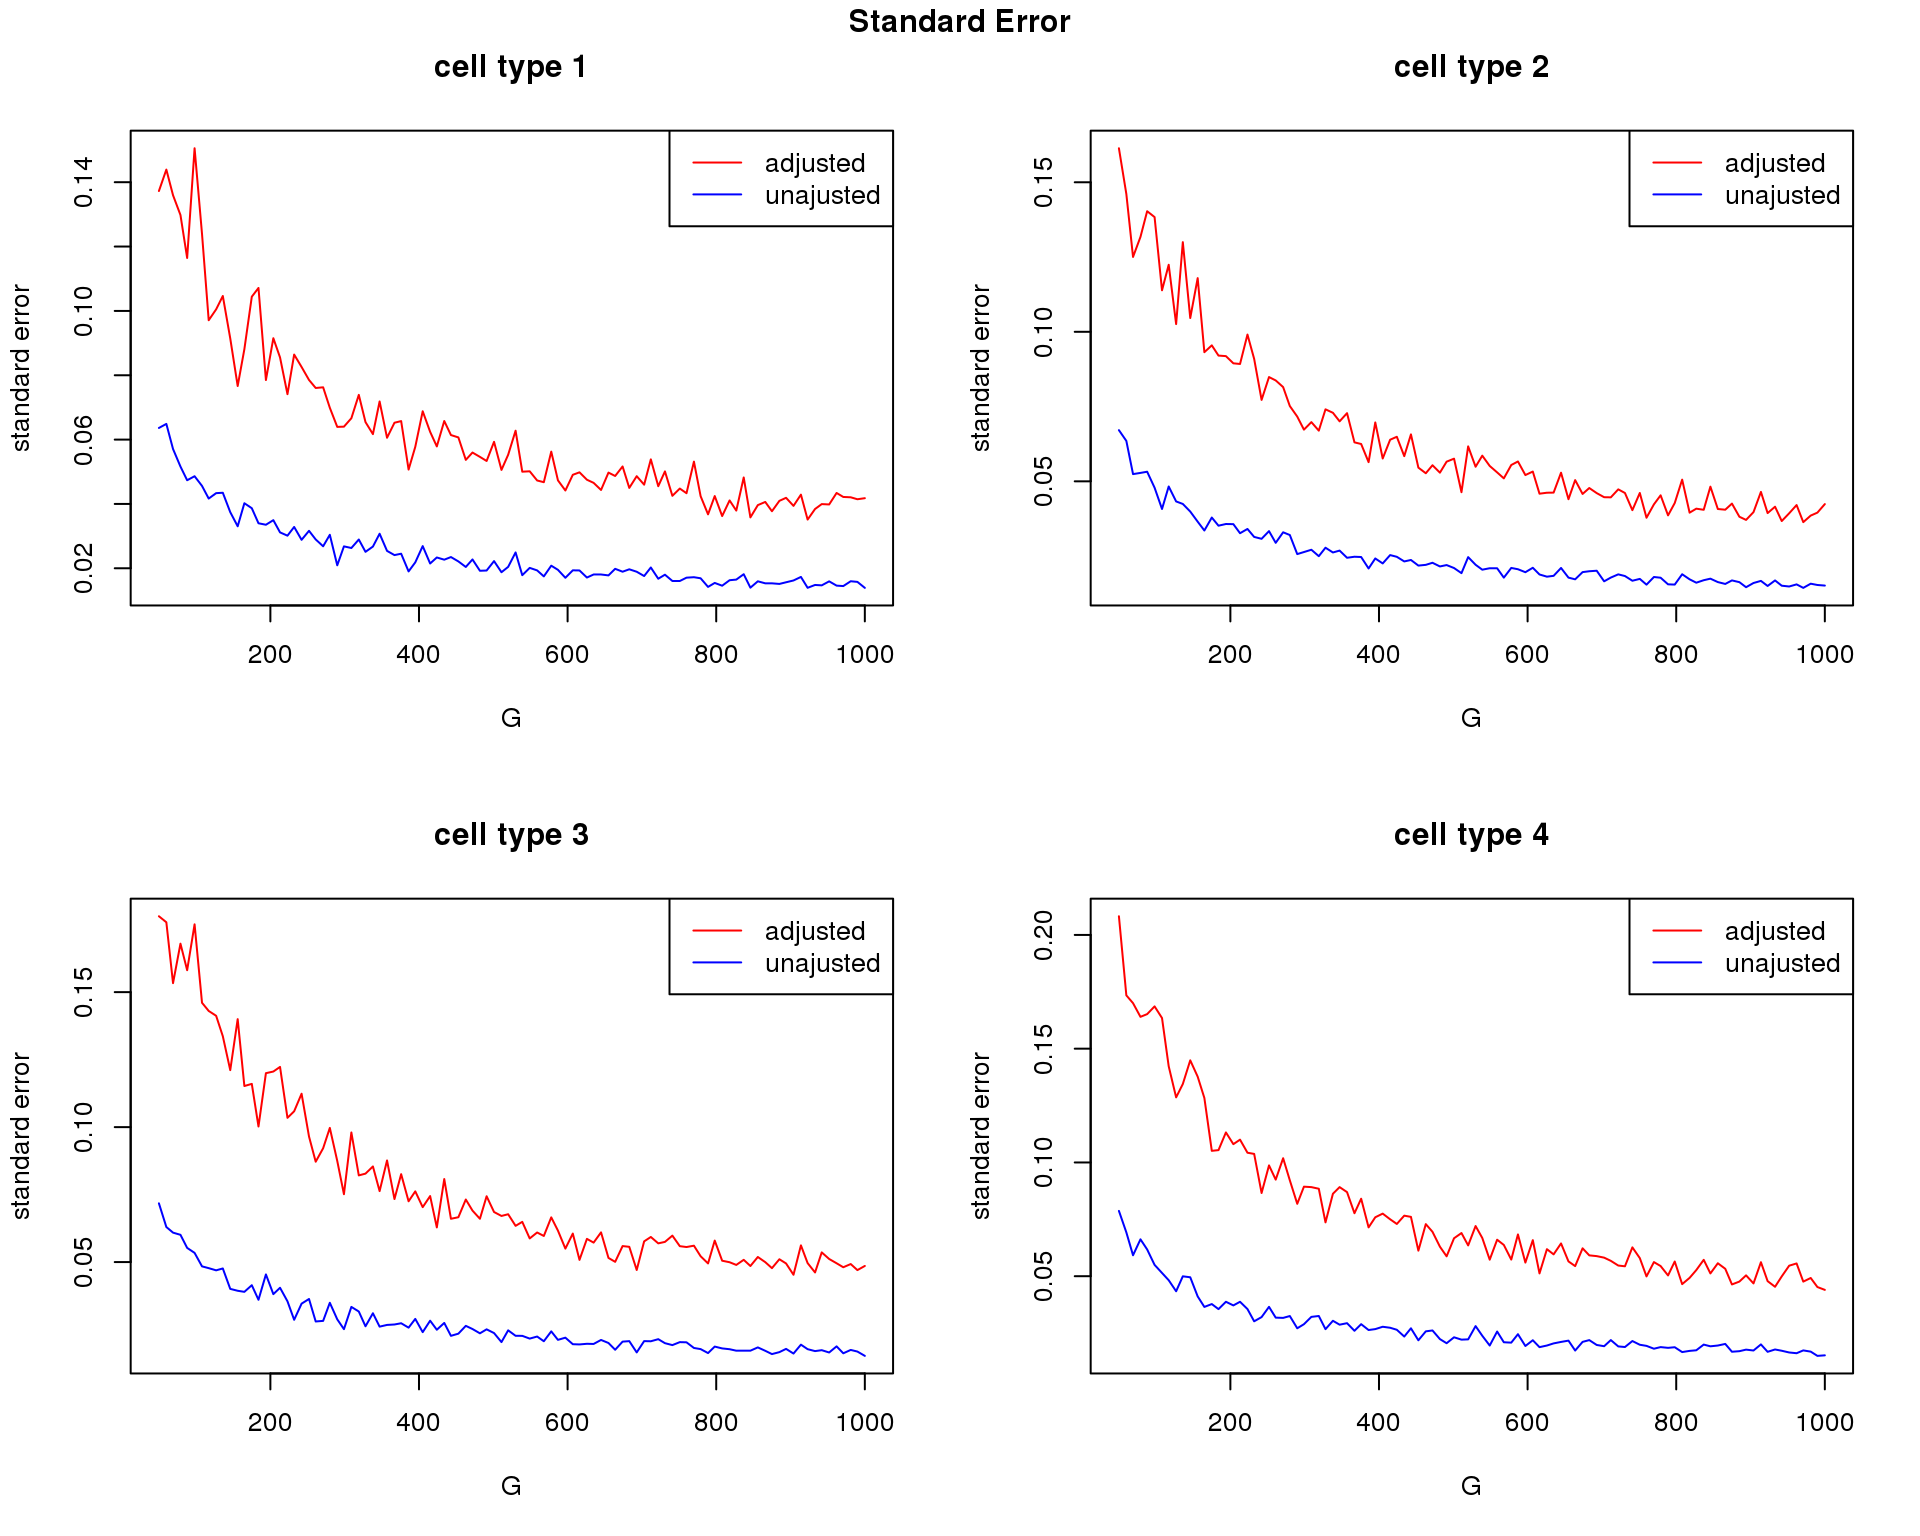 Standard Error
cell type 1
standard error
0.14
0.10
0.06
0.02
adjusted
unajusted
200 400 600 800 1000
G
cell type 2
standard error
0.15
0.10
0.05
adjusted
unajusted
200 400 600 800 1000
G
cell type 3
standard error
0.15
0.10
0.05
adjusted
unajusted
200 400 600 800 1000
G
cell type 4
standard error
0.20
0.15
0.10
0.05
adjusted
unajusted
200 400 600 800 1000
G